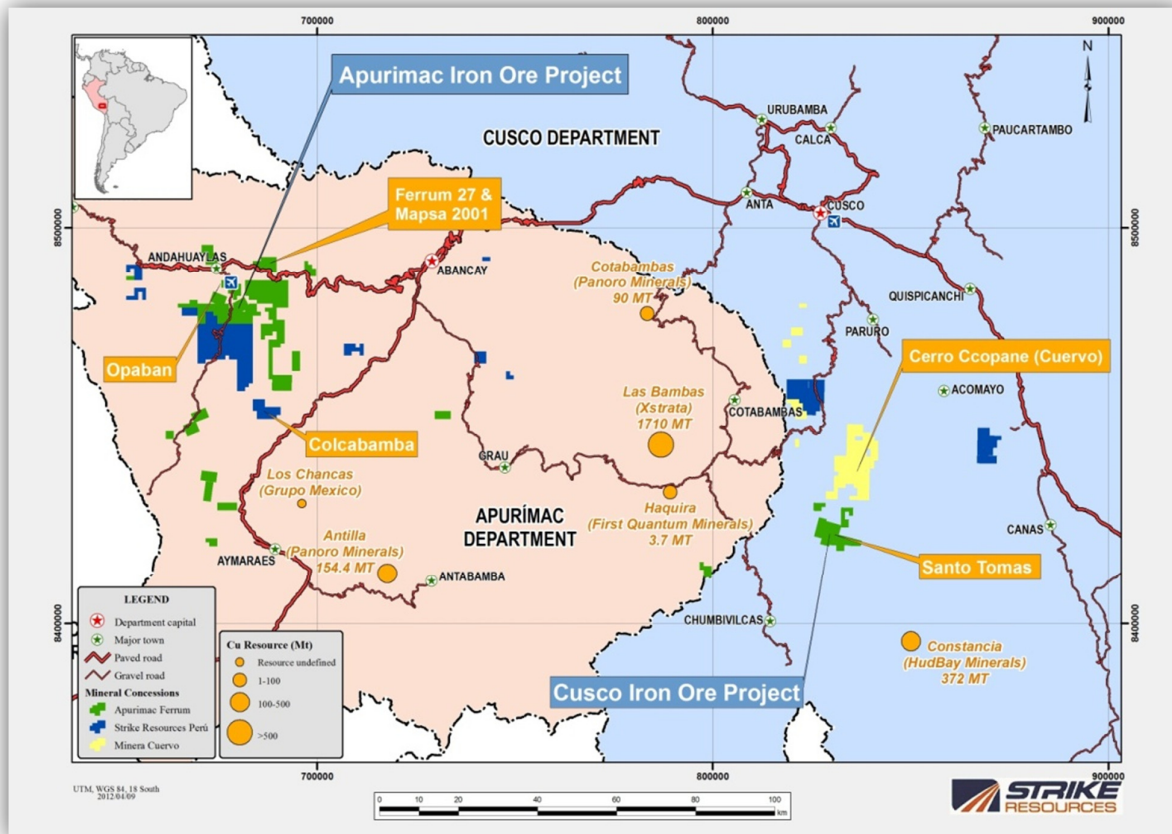 700000
800000
900000
N
Apurimac Iron Ore Project
URUBAMBA
CALCA
PAUCARTAMBO
CUSCO DEPARTMENT
Ferrum 27 &
Mapsa 2001
ANTA
CUSCO
8500000
8500000
ANDAHUAYLAS
ABANCAY
Cotabambas
(Panoro Minerals)
90 MT
QUISPICANCHI
PARURO
Opaban
Cerro Ccopane (Cuervo)
Las Bambas
(Xstrata)
1710 MT
ACOMAYO
COTABAMBAS
Colcabamba
GRAU
Los Chancas
(Grupo Mexico)
Haquira
(First Quantum Minerals)
3.7 MT
APURÍMAC
DEPARTMENT
CANAS
Antilla
(Panoro Minerals)
154.4 MT
AYMARAES
ANTABAMBA
Santo Tomas
CHUMBIVILCAS
8400000
8400000
Constancia
(HudBay Minerals)
372 MT
Cusco Iron Ore Project
LEGEND
Department capital
Major town
Paved road
Gravel road
Mineral Concessions
Apurimac Ferrum
Strike Resources Perú
Minera Cuervo
Cu Resource (Mt)
Resource undefined
1-100
100-500
>500
700000
800000
900000
UTM, WGS 84, 18 South
2012/04/09
0 10 20 40 60 80 100
km
STRIKE
RESOURCES